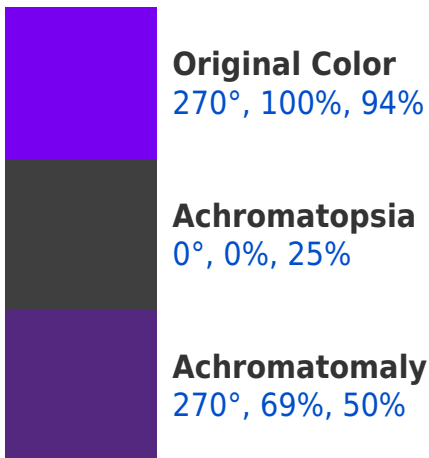 Original Color
270°, 100%, 94%
Achromatopsia
0°, 0%, 25%
Achromatomaly
270°, 69%, 50%